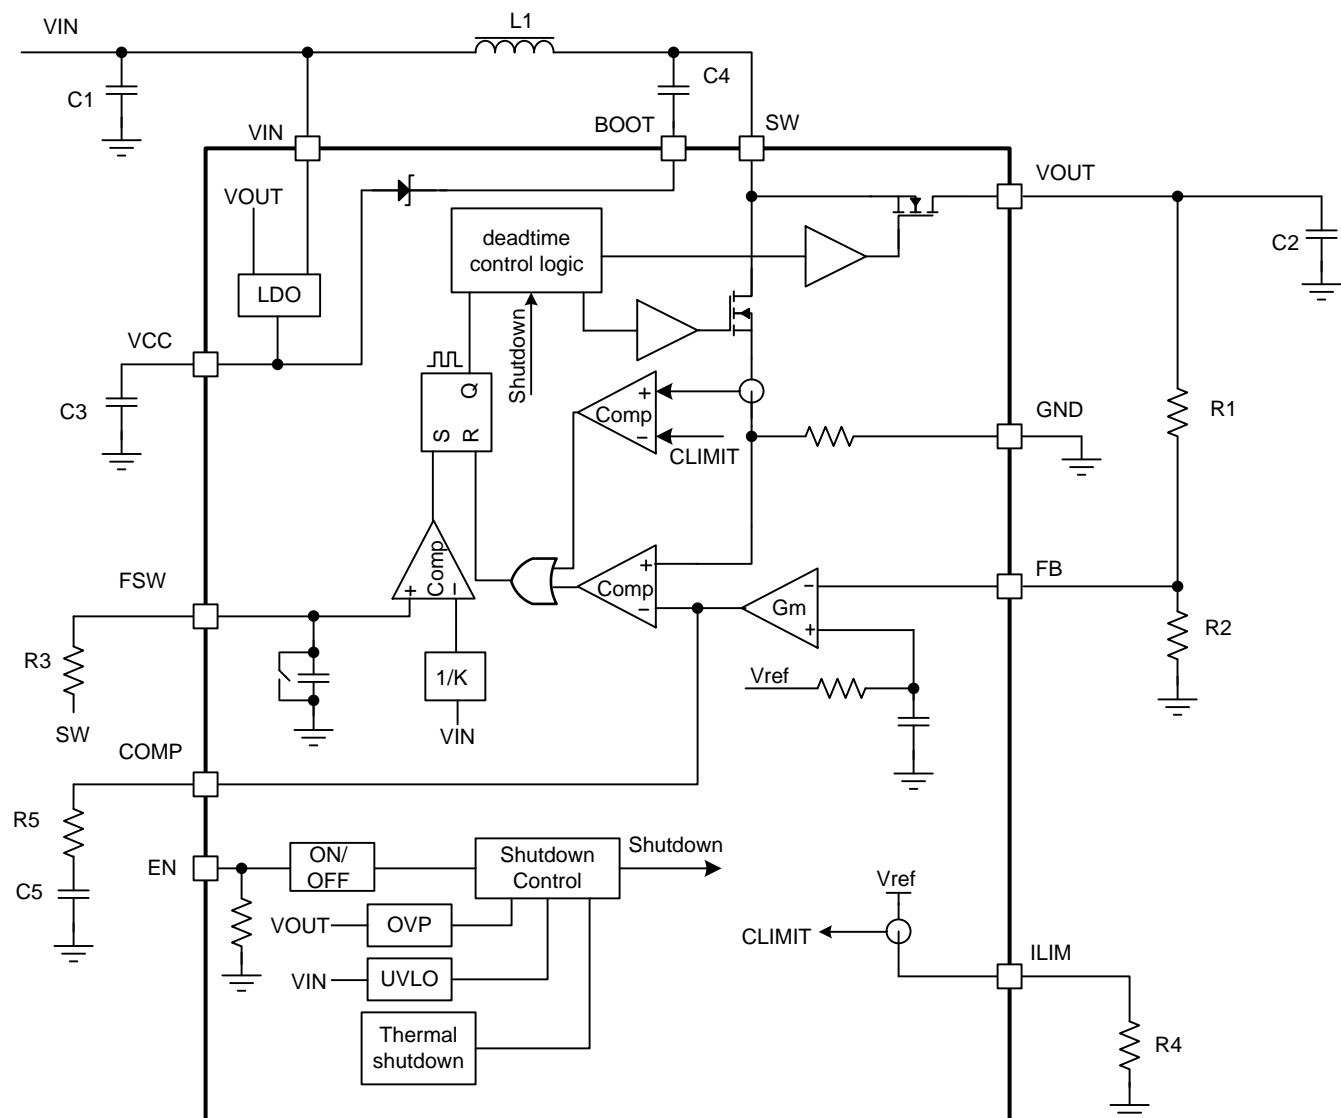 VIN
L1
C1
C4
VIN
BOOT
SW
VOUT
VOUT
deadtime
control logic
C2
LDO
Shutdown
VCC
C3
Q
S
R
+
Comp
−
CLIMIT
GND
R1
FSW
Comp
+
−
+
Comp
−
FB
−
Gm
+
R2
R3
1/K
Vref
SW
VIN
COMP
R5
EN
ON/
OFF
Shutdown
Control
Shutdown
C5
VOUT
OVP
Vref
CLIMIT
VIN
UVLO
ILIM
Thermal
shutdown
R4